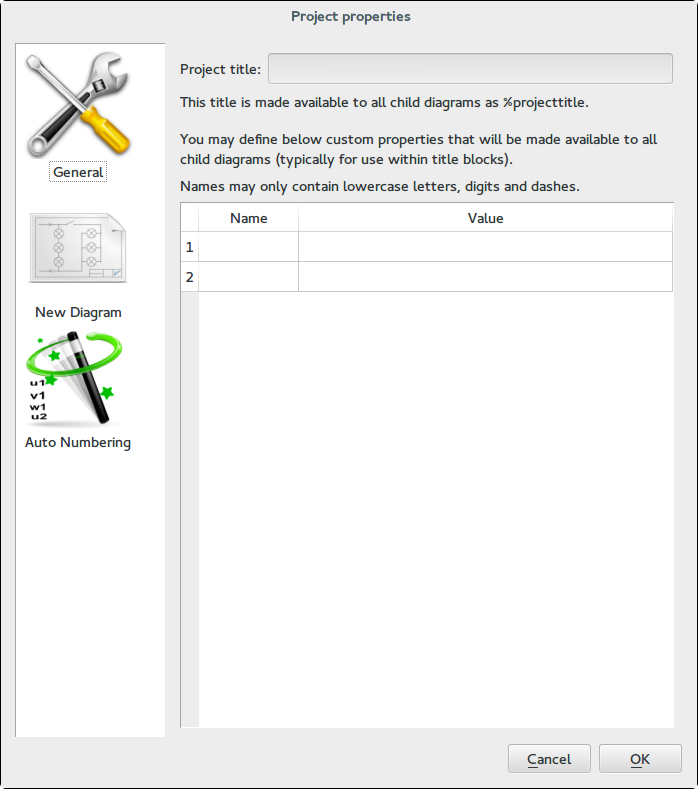 Project properties
General
New Diagram
u1
v1
w1
u2
Auto Numbering
Project title:
This title is made available to all child diagrams as %projecttitle.
You may define below custom properties that will be made available to all
child diagrams (typically for use within title blocks).
Names may only contain lowercase letters, digits and dashes.
Name Value
1
2
Cancel OK